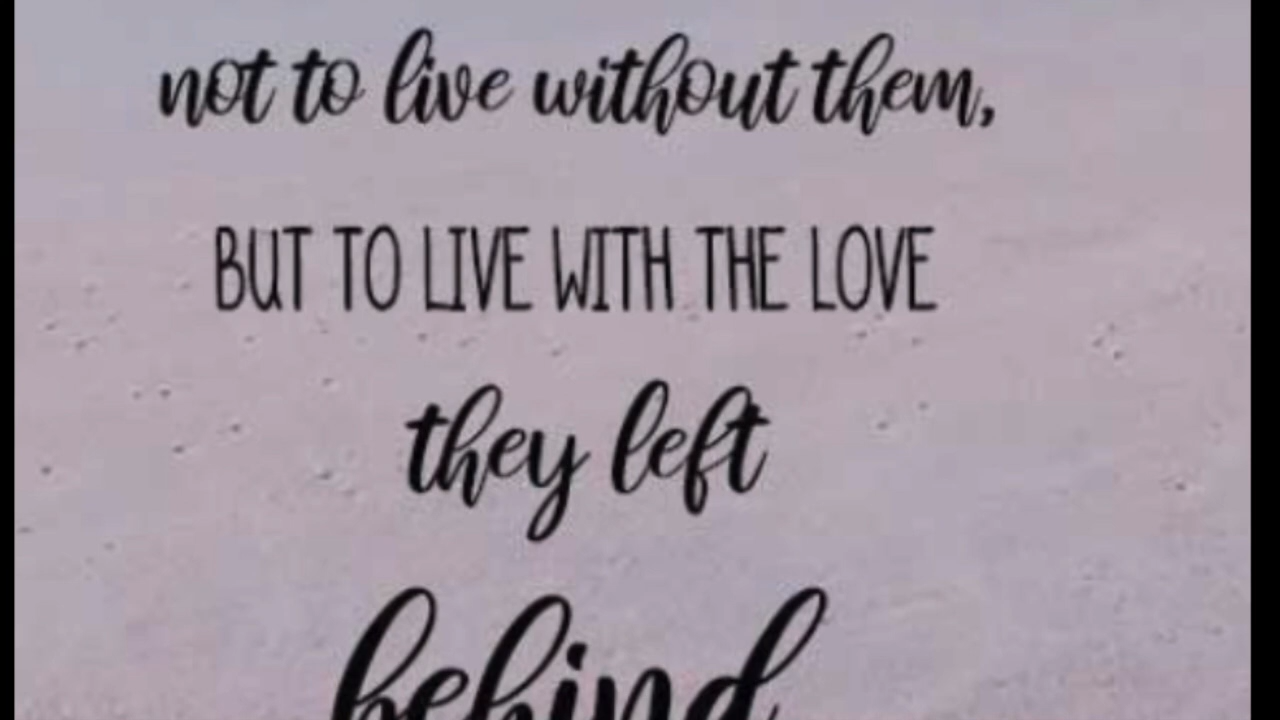 not to live without them,
BUT TO LIVE WITH THE LOVE
they left
behind